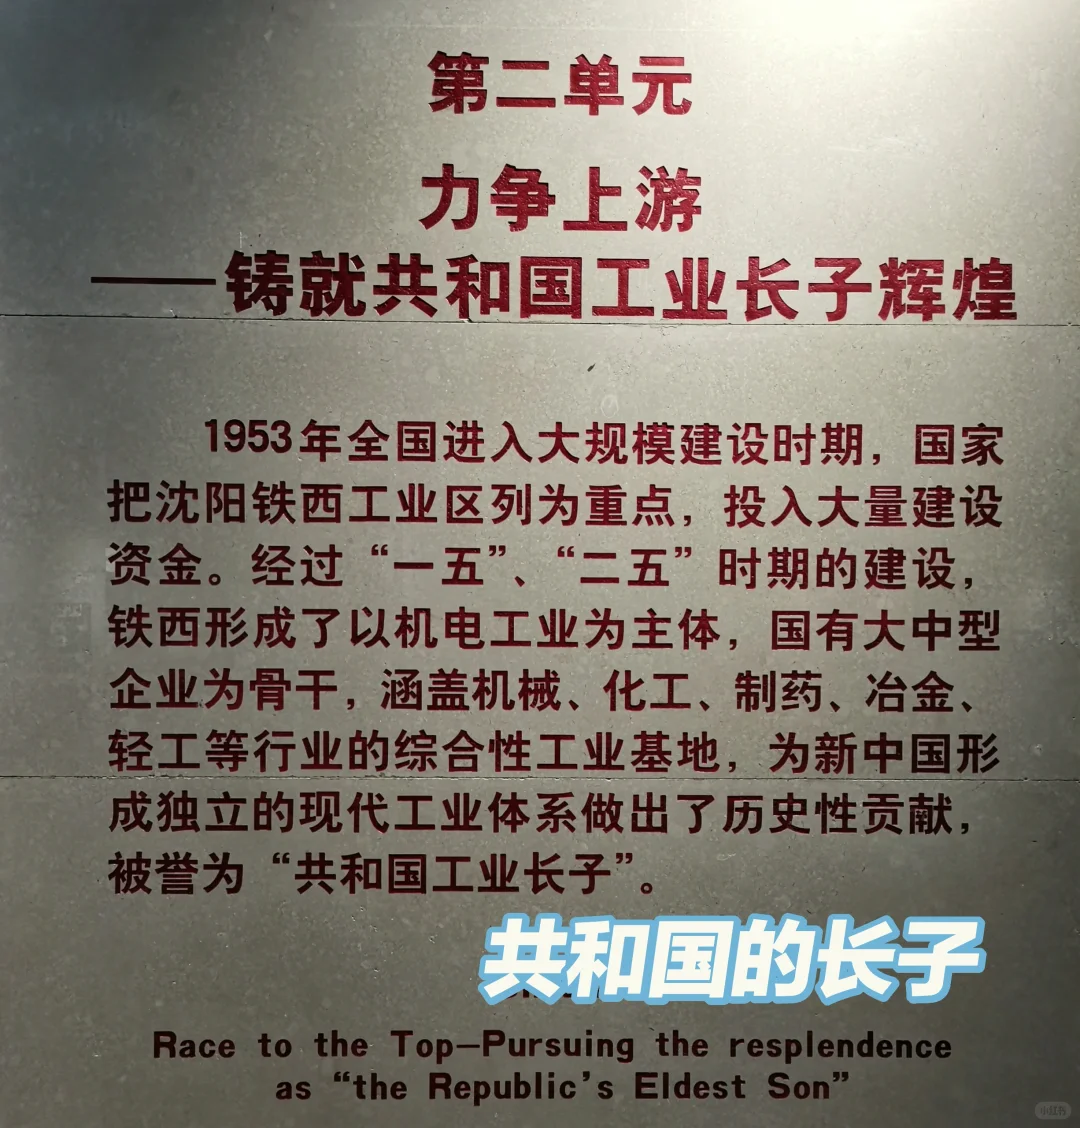 第二单元
力争上游
——铸就共和国工业长子辉煌
1953年全国进入大规模建设时期，国家
把沈阳铁西工业区列为重点，投入大量建设
资金。经过“一五”、“二五”时期的建设，
铁西形成了以机电工业为主体，国有大中型
企业为骨干，涵盖机械、化工、制药、冶金、
轻工等行业的综合性工业基地，为新中国形
成独立的现代工业体系做出了历史性贡献，
被誉为“共和国工业长子”。
共和国的长子
Race to the Top—Pursuing the resplendence
as “the Republic’s Eldest Son”
小红书